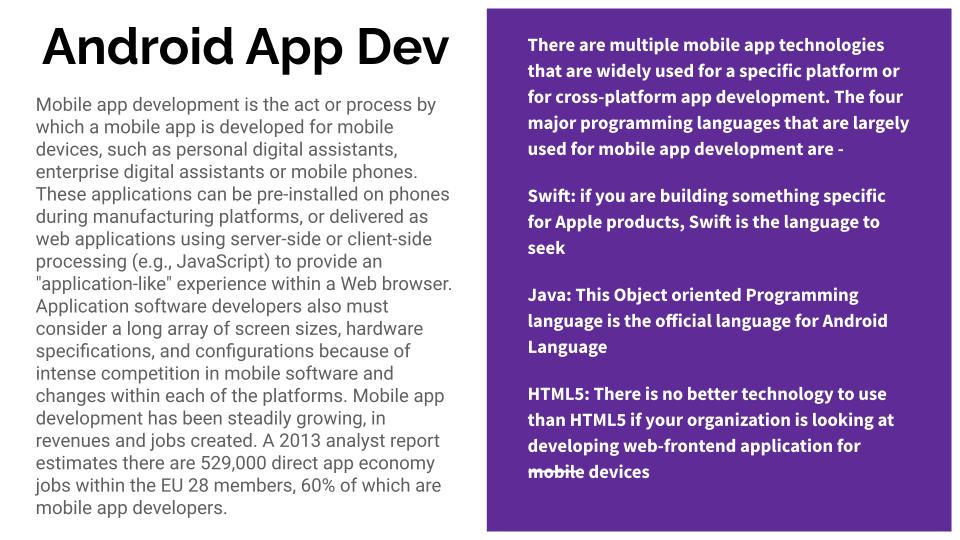 Android App Dev
Mobile app development is the act or process by
which a mobile app is developed for mobile
devices, such as personal digital assistants,
enterprise digital assistants or mobile phones.
These applications can be pre-installed on phones
during manufacturing platforms, or delivered as
web applications using server-side or client-side
processing (e.g., JavaScript) to provide an
"application-like" experience within a Web browser.
Application software developers also must
consider a long array of screen sizes, hardware
specifications, and configurations because of
intense competition in mobile software and
changes within each of the platforms. Mobile app
development has been steadily growing, in
revenues and jobs created. A 2013 analyst report
estimates there are 529,000 direct app economy
jobs within the EU 28 members, 60% of which are
mobile app developers.
There are multiple mobile app technologies
that are widely used for a specific platform or
for cross-platform app development. The four
major programming languages that are largely
used for mobile app development are -
Swift: if you are building something specific
for Apple products, Swift is the language to
seek
Java: This Object oriented Programming
language is the official language for Android
Language
HTML5: There is no better technology to use
than HTML5 if your organization is looking at
developing web-frontend application for
mobile devices